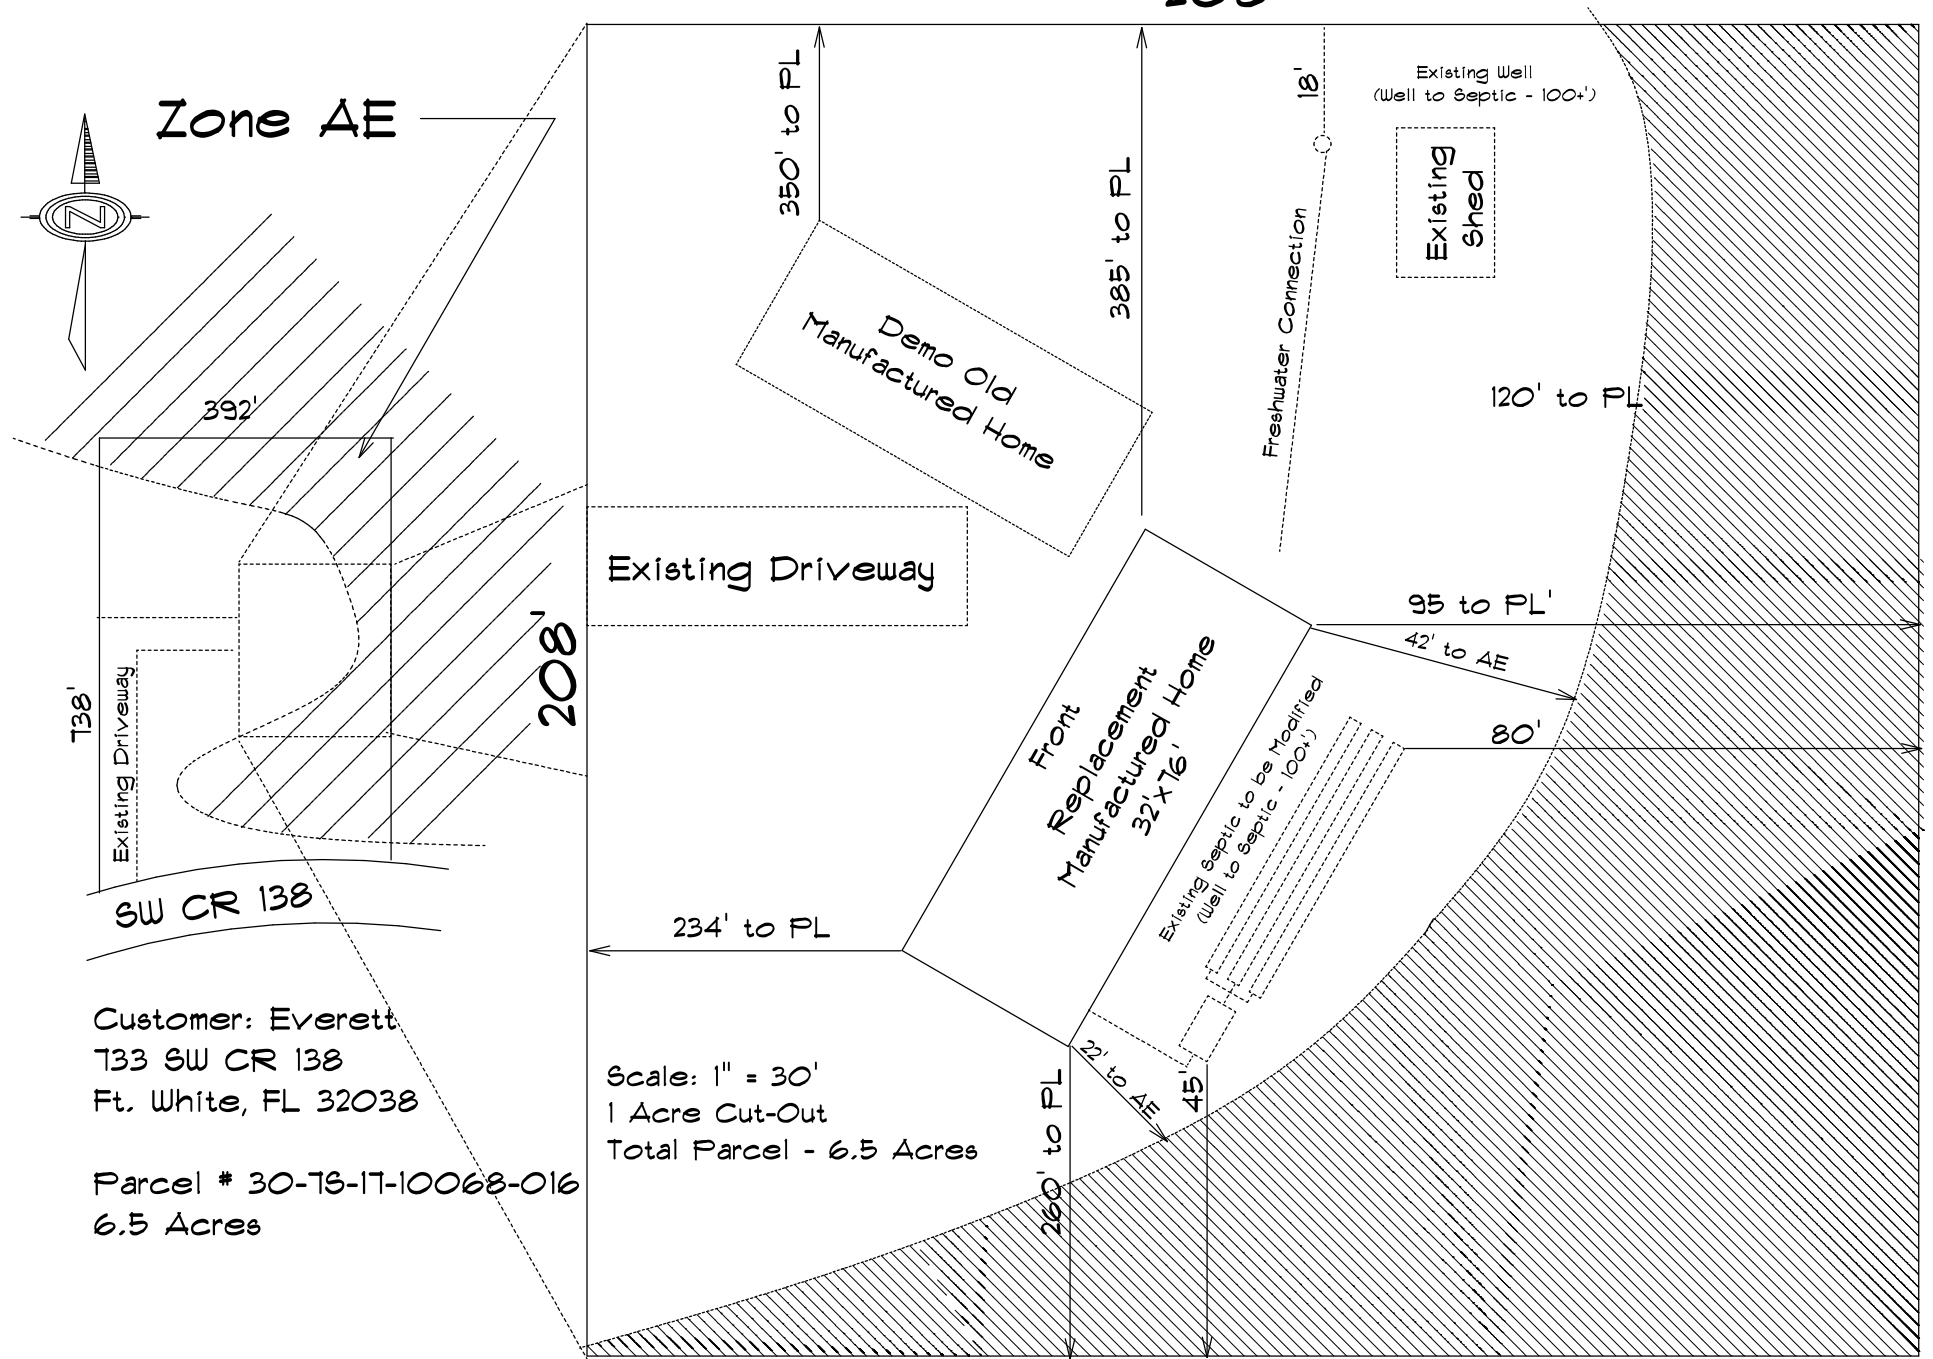 Zone AE
N
392'
738'
Existing Driveway
SW CR 138
Customer: Everett
733 SW CR 138
Ft. White, FL 32038
Parcel # 30-7S-17-10068-016
6.5 Acres
208'
350' to PL
385' to PL
18'
Existing Well
(Well to Septic - 100+')
Existing
Shed
Freshwater Connection
Demo Old
Manufactured Home
120' to PL
Existing Driveway
95 to PL'
42' to AE
80'
Front
Replacement
Manufactured Home
32'x76'
Existing Septic to be Modified
(Well to Septic - 100+')
234' to PL
22' to AE
45'
260' to PL
Scale: 1" = 30'
1 Acre Cut-Out
Total Parcel - 6.5 Acres